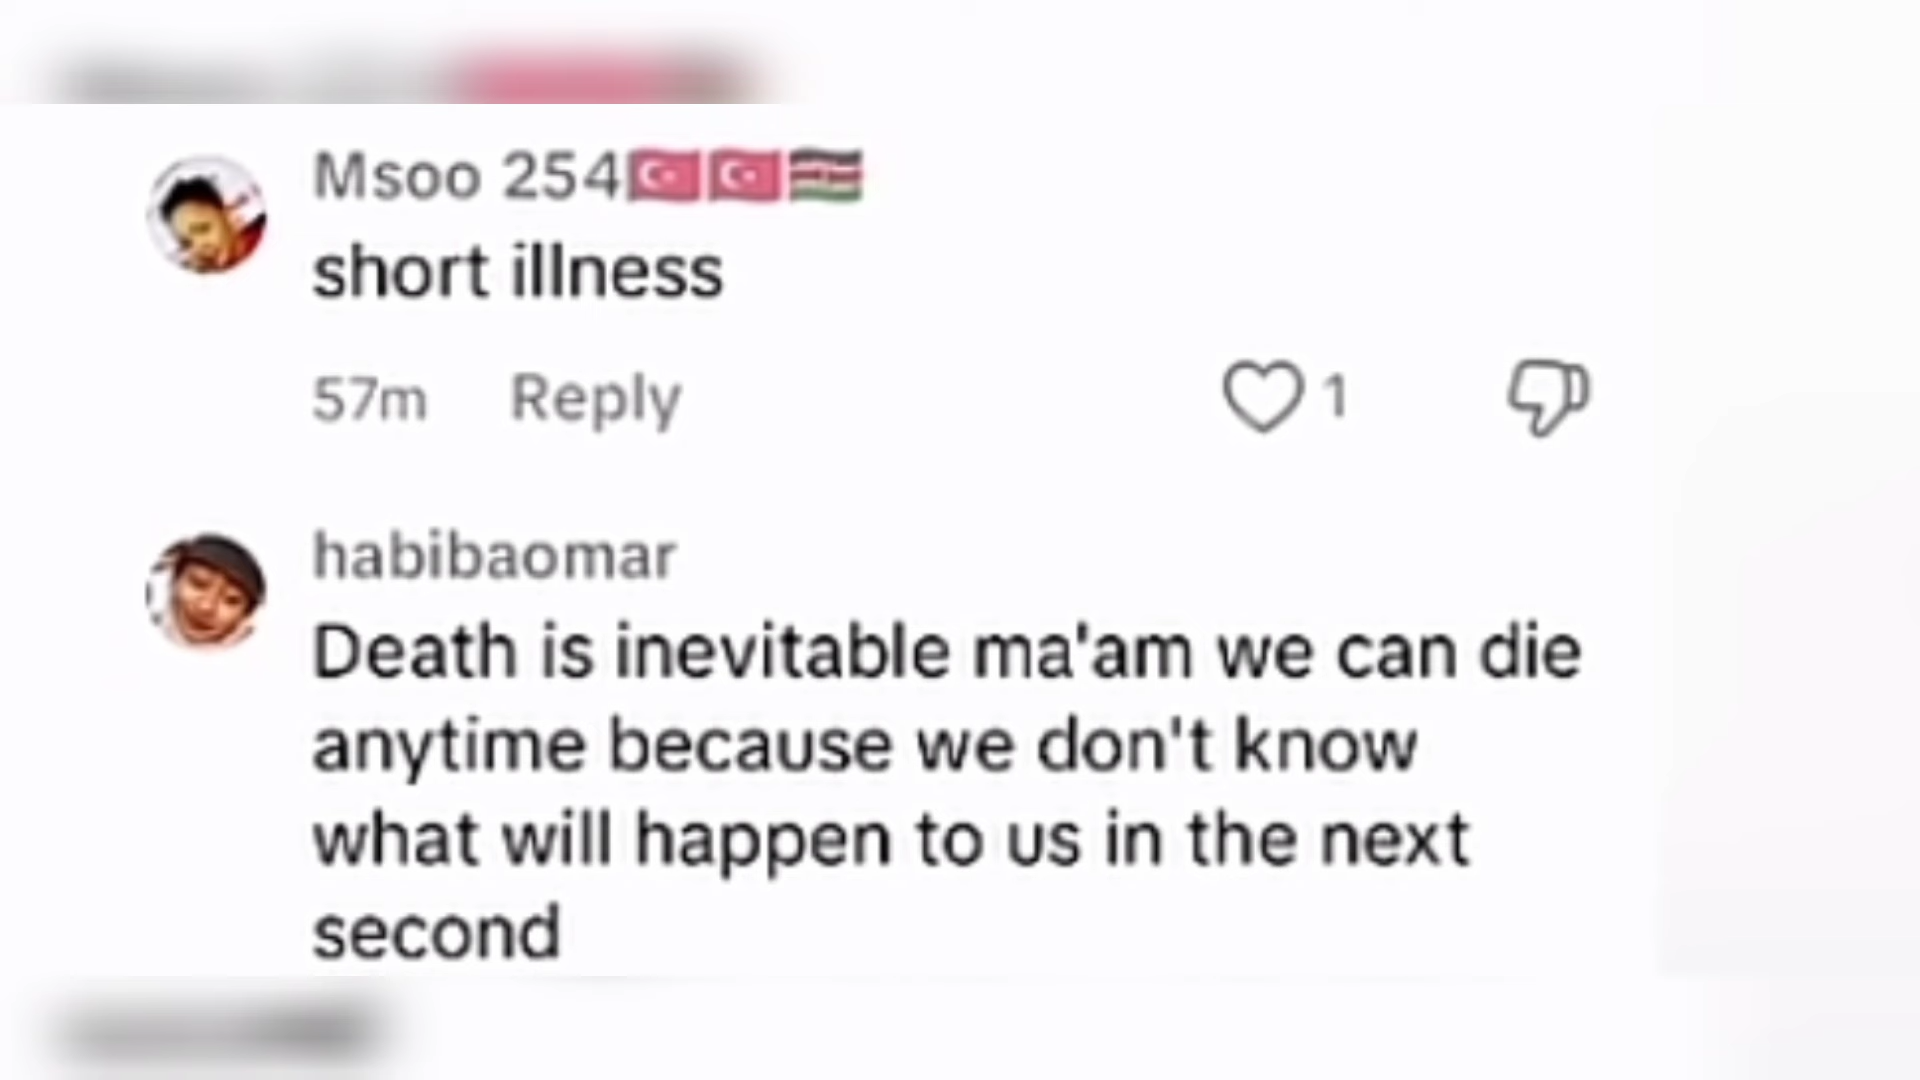 Msoo 254🇹🇷🇹🇷🇰🇪
short illness
57m Reply 1
habibaomar
Death is inevitable ma'am we can die
anytime because we don't know
what will happen to us in the next
second